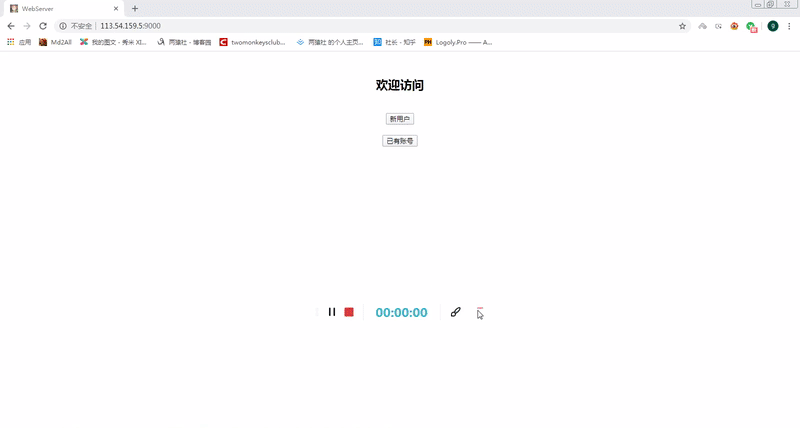 WebServer
不安全 | 113.54.159.5:9000
应用 Md2All 我的图文 - 秀米 XI... 两猿社 - 博客园 twomonkeysclub... 两猿社 的个人主页... 社长 - 知乎 Logoly.Pro —— A...
欢迎访问
新用户
已有账号
00:00:00